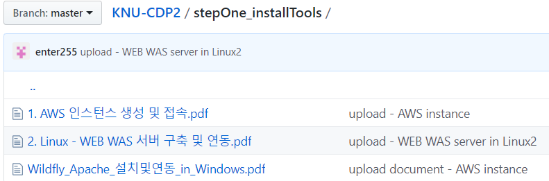 Branch: master KNU-CDP2 / stepOne_installTools /
enter255 upload - WEB WAS server in Linux2
..
1. AWS 인스턴스 생성 및 접속.pdf upload - AWS instance
2. Linux - WEB WAS 서버 구축 및 연동.pdf upload - WEB WAS server in Linux2
Wildfly_Apache_설치및연동_in_Windows.pdf upload document - AWS instance